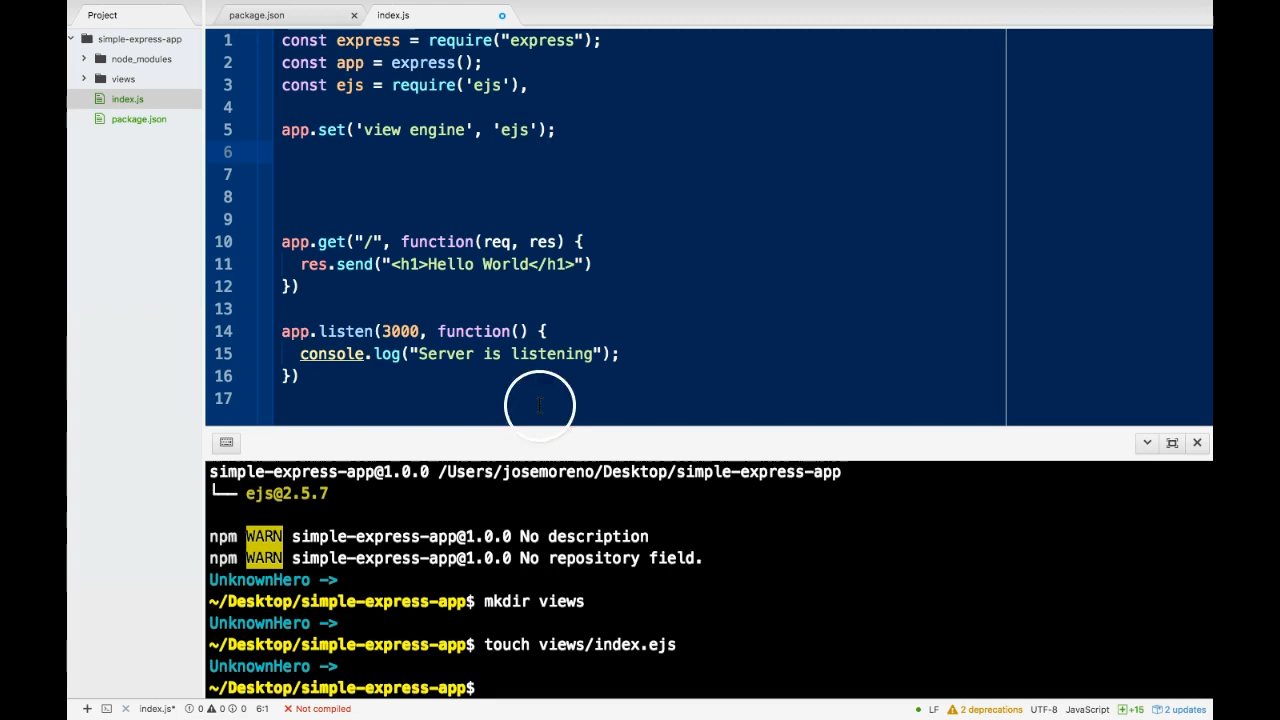 Project
package.json
index.js
simple-express-app
node_modules
views
index.js
package.json
1 const express = require("express");
2 const app = express();
3 const ejs = require('ejs'),
4
5 app.set('view engine', 'ejs');
6
7
8
9
10 app.get("/", function(req, res) {
11 res.send("<h1>Hello World</h1>")
12 })
13
14 app.listen(3000, function() {
15 console.log("Server is listening");
16 })
17
simple-express-app@1.0.0 /Users/josemoreno/Desktop/simple-express-app
└── ejs@2.5.7
npm WARN simple-express-app@1.0.0 No description
npm WARN simple-express-app@1.0.0 No repository field.
UnknownHero ->
~/Desktop/simple-express-app$ mkdir views
UnknownHero ->
~/Desktop/simple-express-app$ touch views/index.ejs
UnknownHero ->
~/Desktop/simple-express-app$
index.js* 0 0 0 6:1 Not compiled LF 2 deprecations UTF-8 JavaScript +15 2 updates